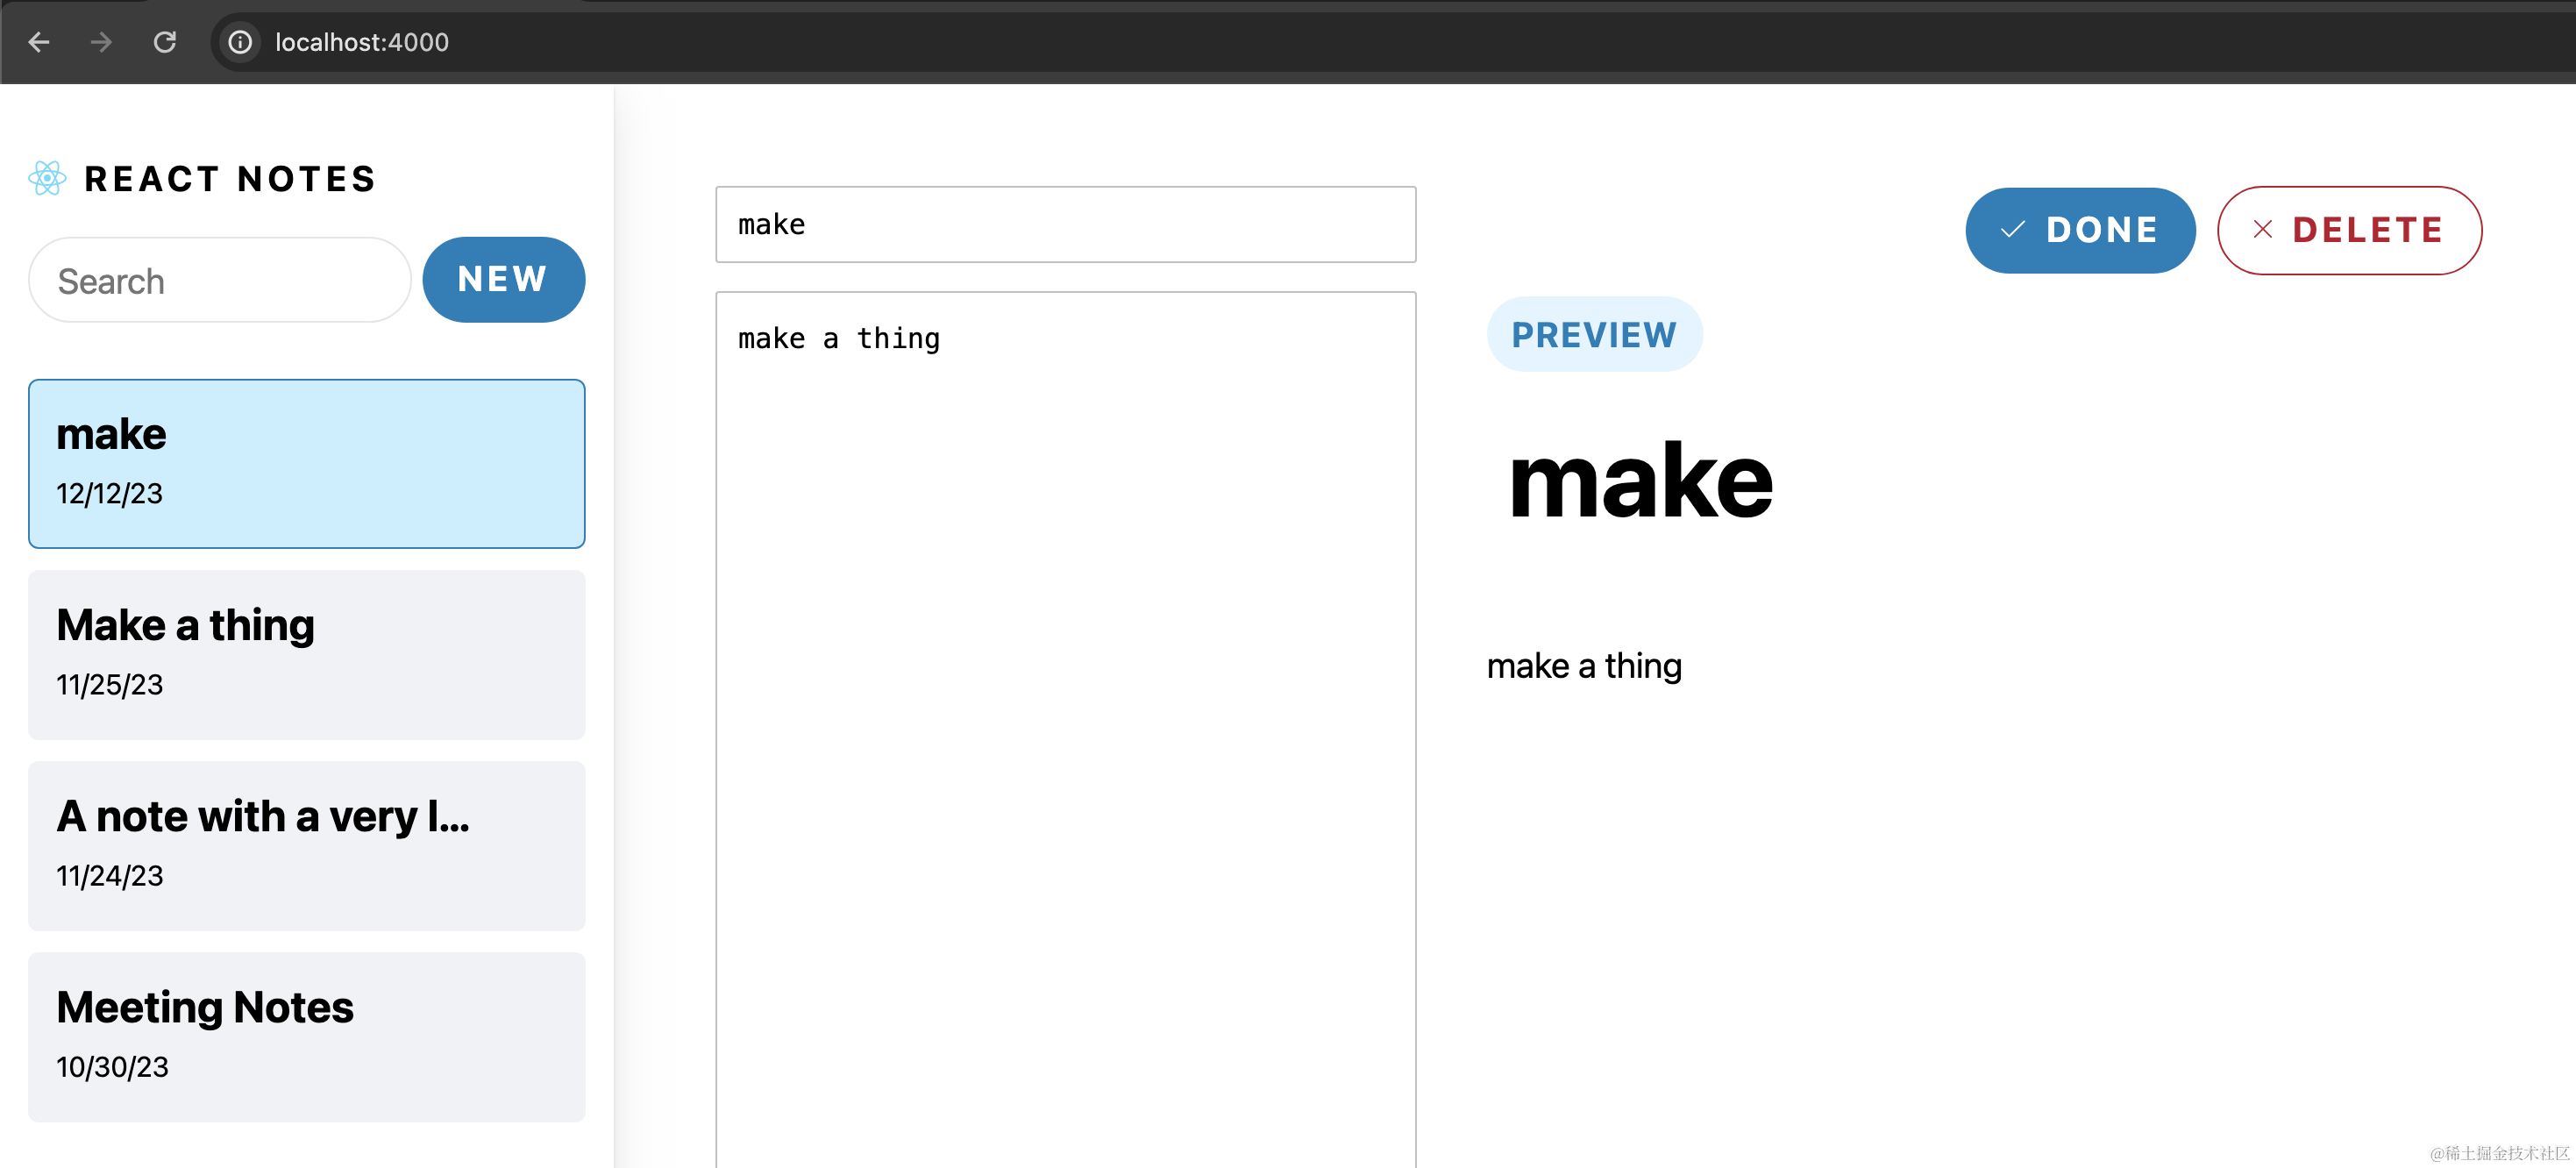 localhost:4000
REACT NOTES
Search
NEW
make
12/12/23
Make a thing
11/25/23
A note with a very l...
11/24/23
Meeting Notes
10/30/23
make
make a thing
DONE
DELETE
PREVIEW
make
make a thing
@稀土掘金技术社区